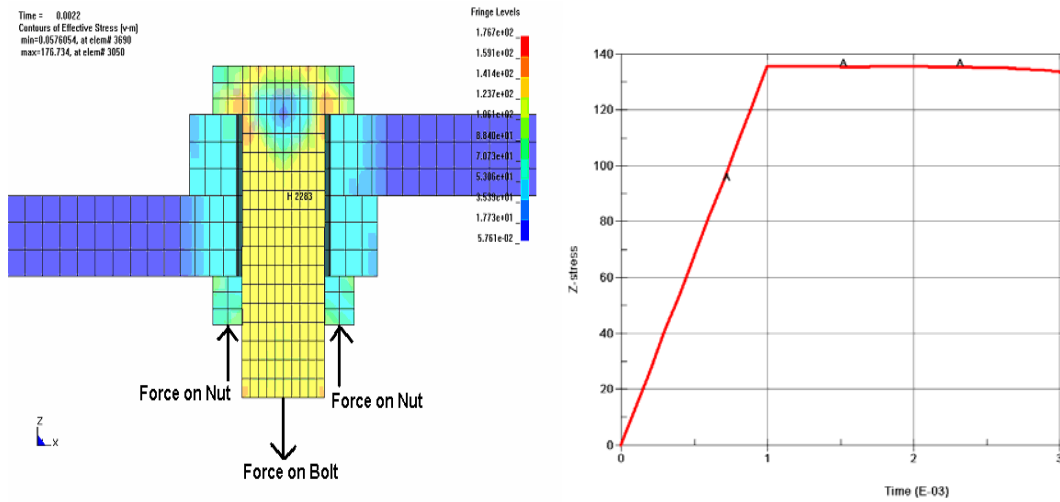 Time = 0.0022
Contours of Effective Stress (v-m)
min=0.0576054, at elem# 3690
max=176.734, at elem# 3050
Fringe Levels
1.767e+02
1.591e+02
1.414e+02
1.237e+02
1.061e+02
8.840e+01
7.073e+01
5.306e+01
3.539e+01
1.773e+01
5.761e-02
H 2283
Force on Nut
Force on Nut
Force on Bolt
Z
X
140
120
100
80
60
40
20
0
Z-stress
A
A
A
0
1
2
3
Time (E-03)